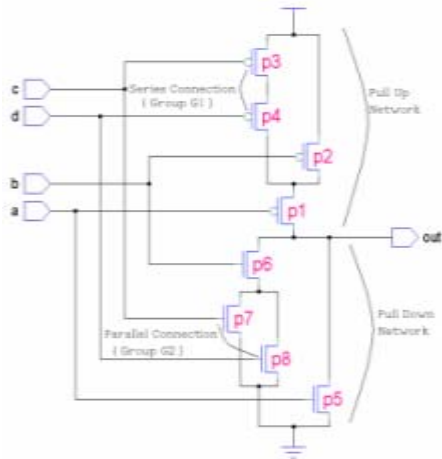 p3
c
Series Connection
( Group G1 )
Pull Up
Network
d
p4
p2
b
a
p1
out
p6
p7
Pull Down
Network
Parallel Connection
( Group G2 )
p8
p5